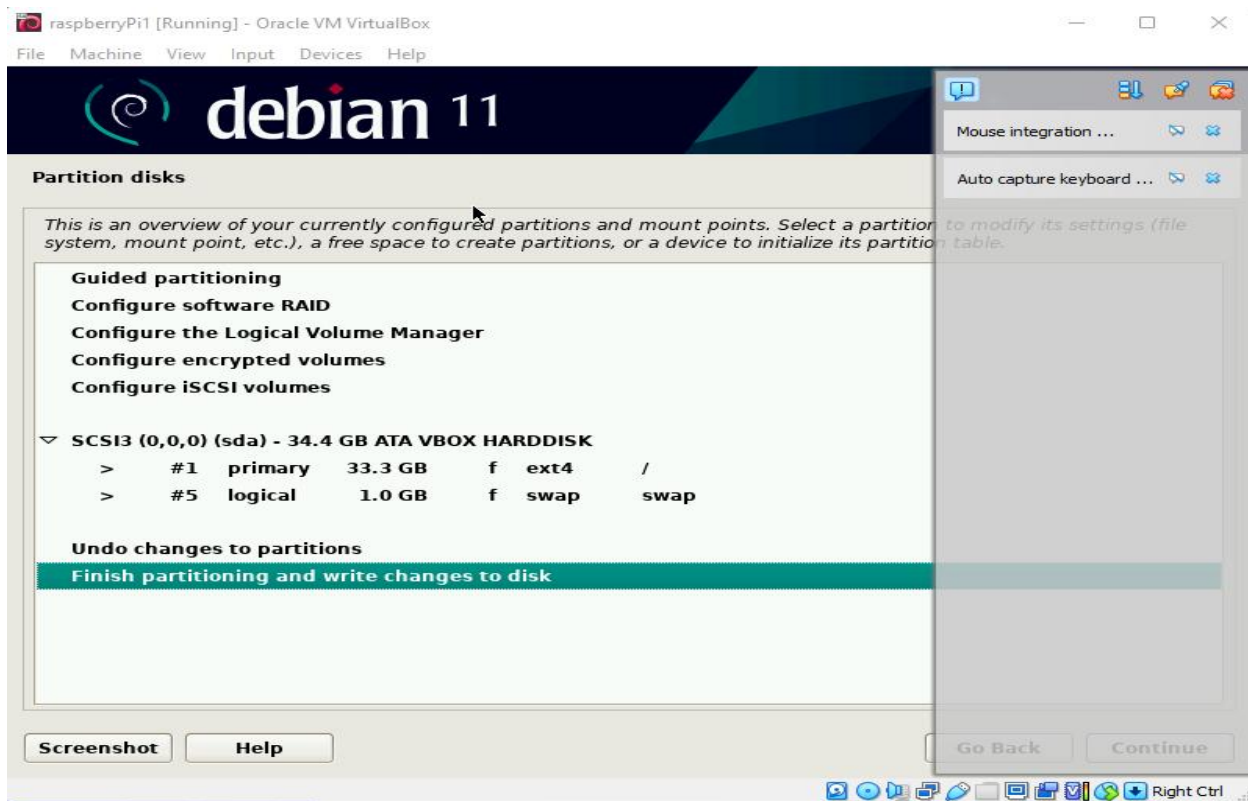 raspberryPi1 [Running] - Oracle VM VirtualBox
File Machine View Input Devices Help
debian 11
Mouse integration ...
Auto capture keyboard ...
Partition disks
This is an overview of your currently configured partitions and mount points. Select a partition to modify its settings (file
system, mount point, etc.), a free space to create partitions, or a device to initialize its partition table.
Guided partitioning
Configure software RAID
Configure the Logical Volume Manager
Configure encrypted volumes
Configure iSCSI volumes
SCSI3 (0,0,0) (sda) - 34.4 GB ATA VBOX HARDDISK
> #1 primary 33.3 GB f ext4 /
> #5 logical 1.0 GB f swap swap
Undo changes to partitions
Finish partitioning and write changes to disk
Screenshot Help Go Back Continue
Right Ctrl